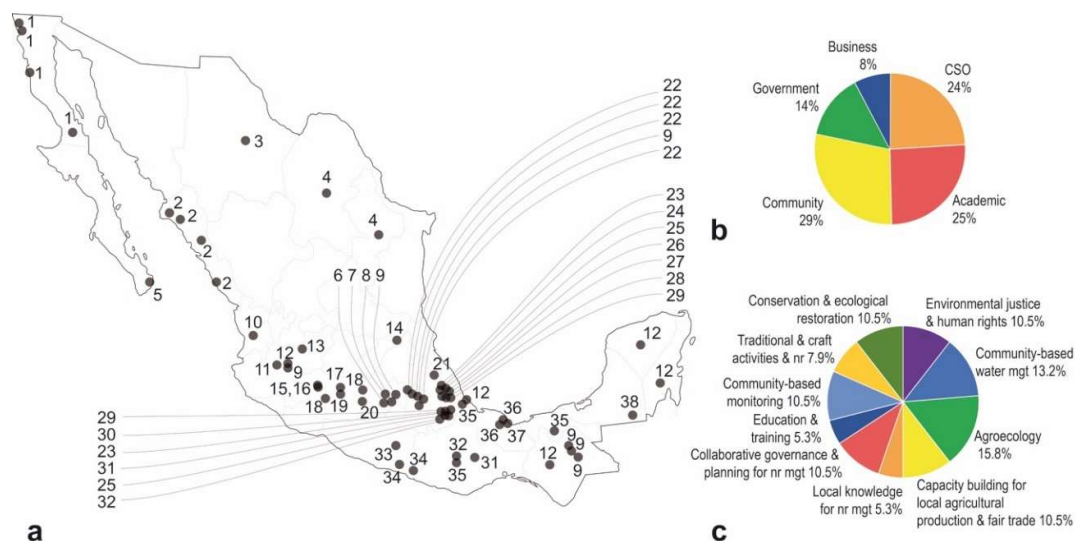 1
1
1
1
2
2
2
2
3
4
4
5
6 7 8 9
10
11
12
9
13
14
15,16
17
18
18
19
20
21
22
22
22
9
22
23
24
25
26
27
28
29
12
35
29
30
23
31
25
32
33
34
34
32
35
31
36
36
37
35
9
9
9
12
12
12
38
a
Business
8%
CSO
24%
Government
14%
Community
29%
Academic
25%
b
Conservation & ecological
restoration 10.5%
Environmental justice
& human rights 10.5%
Traditional & craft
activities & nr 7.9%
Community-based
water mgt 13.2%
Community-based
monitoring 10.5%
Education &
training 5.3%
Agroecology
15.8%
Collaborative governance &
planning for nr mgt 10.5%
Local knowledge
for nr mgt 5.3%
Capacity building for
local agricultural
production & fair trade 10.5%
c